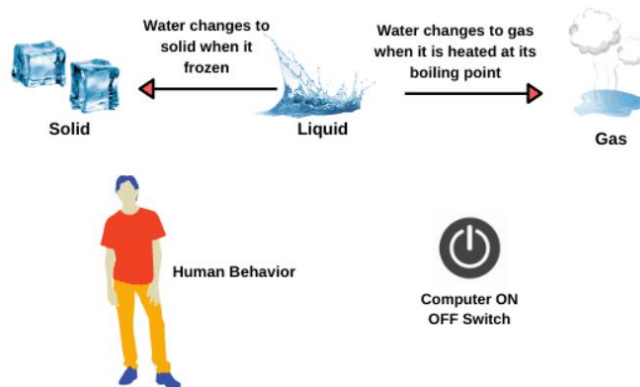 Water changes to
solid when it
frozen
Water changes to gas
when it is heated at its
boiling point
Solid
Liquid
Gas
Human Behavior
Computer ON
OFF Switch